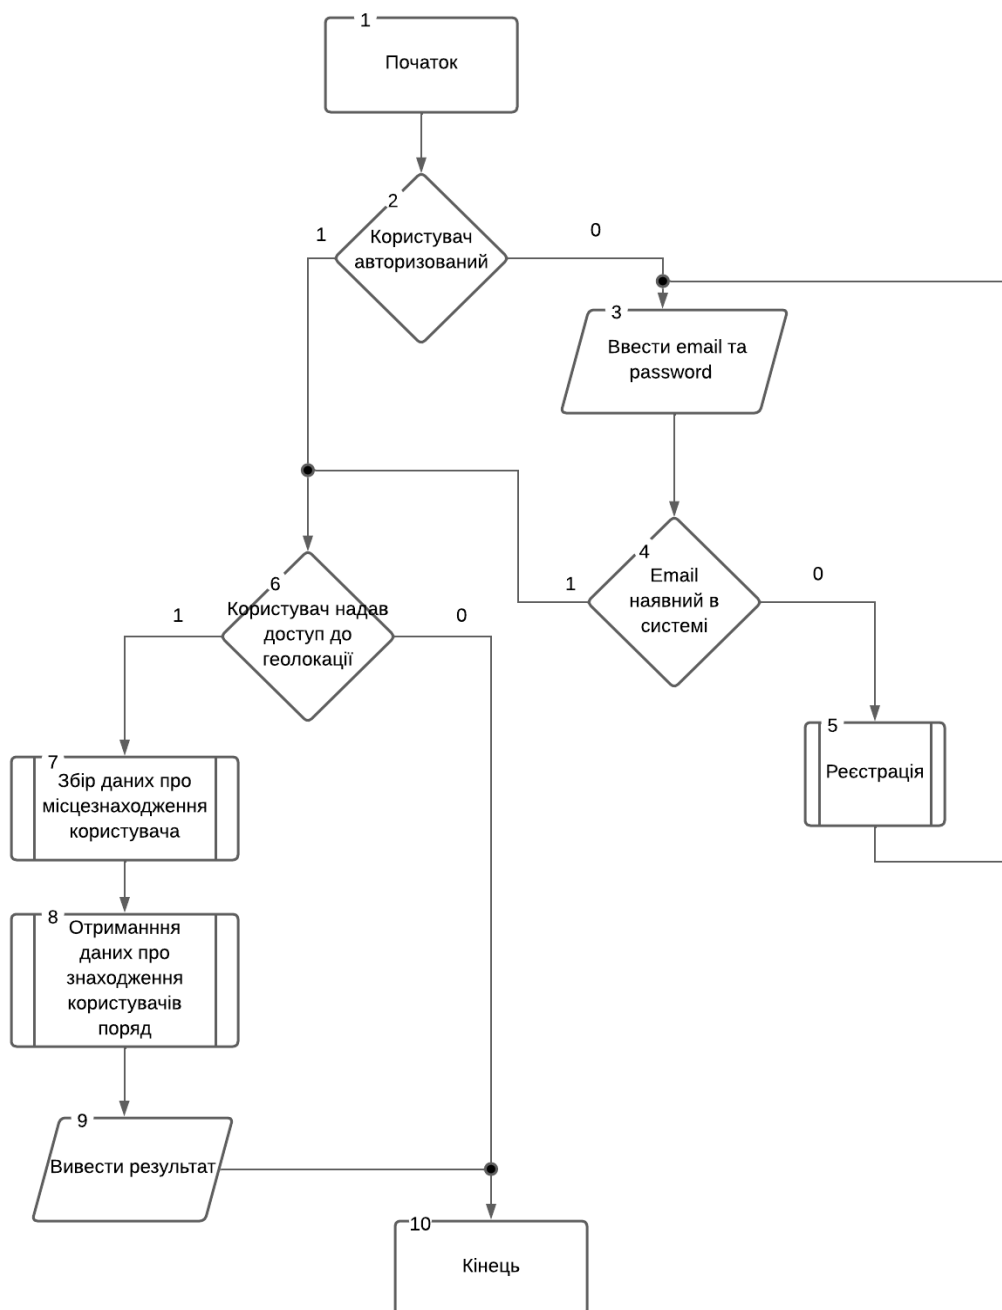 1
Початок
2
Користувач
авторизований
1
0
3
Ввести email та
password
4
Email
наявний в
системі
1
0
5
Реєстрація
6
Користувач надав
доступ до
геолокації
1
0
7
Збір даних про
місцезнаходження
користувача
8
Отриманння
даних про
знаходження
користувачів
поряд
9
Вивести результат
10
Кінець